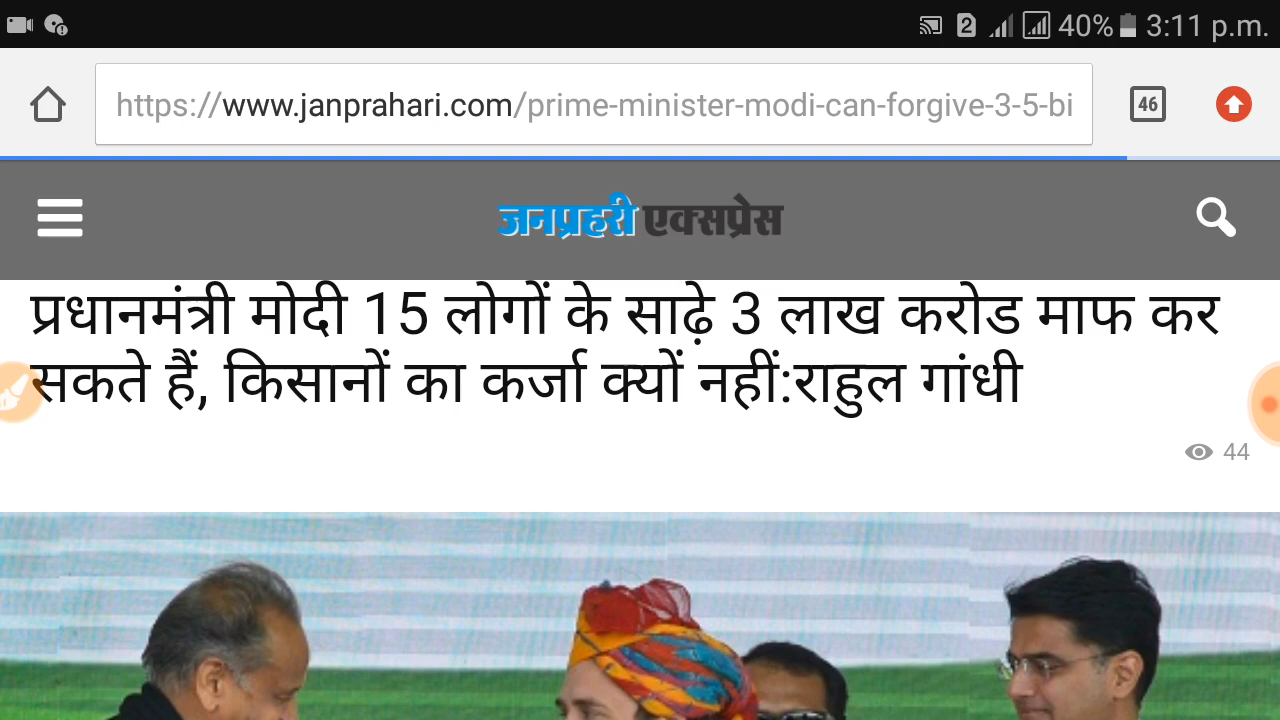 40% 3:11 p.m.
https://www.janprahari.com/prime-minister-modi-can-forgive-3-5-bi
46
जनप्रहरी एक्सप्रेस
प्रधानमंत्री मोदी 15 लोगों के साढ़े 3 लाख करोड माफ कर
सकते हैं, किसानों का कर्जा क्यों नहीं:राहुल गांधी
44